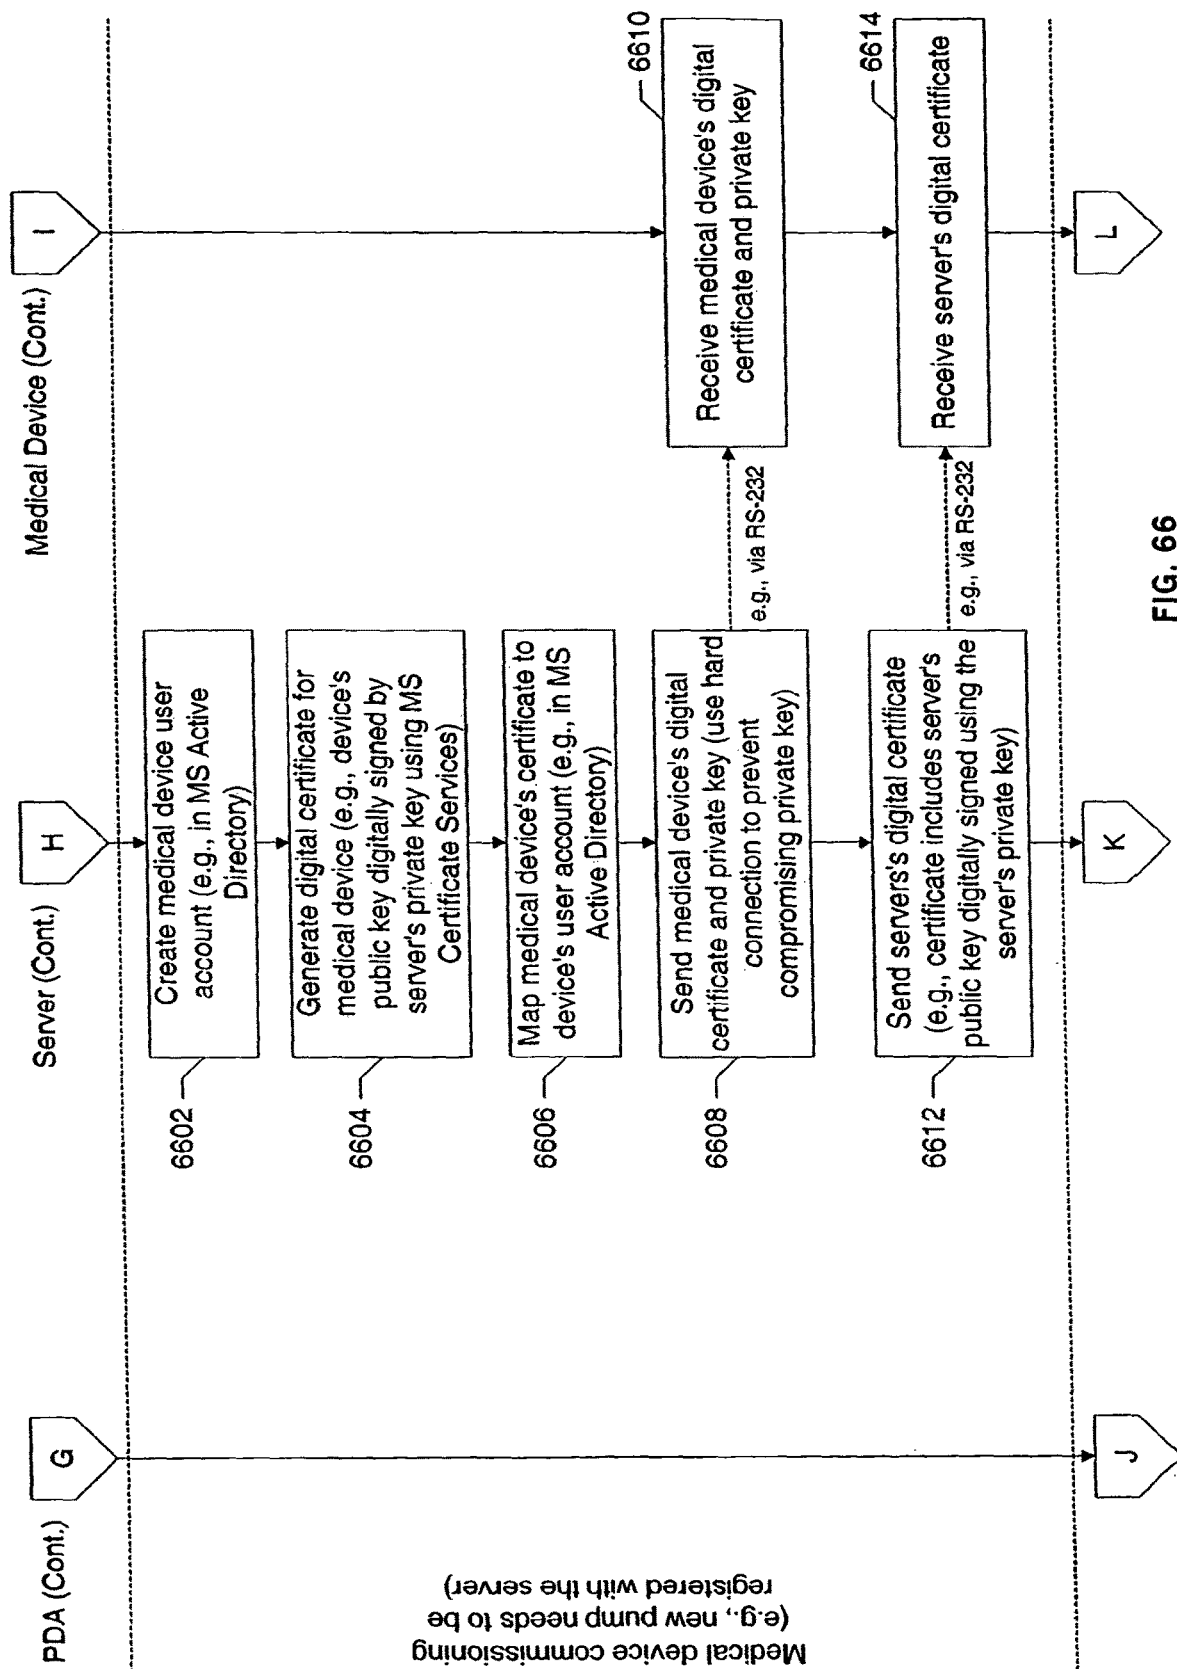 PDA (Cont.)
Server (Cont.)
Medical Device (Cont.)
G
H
I
Medical device commissioning
(e.g., new pump needs to be
registered with the server)
6602
Create medical device user
account (e.g., in MS Active
Directory)
6604
Generate digital certificate for
medical device (e.g., device's
public key digitally signed by
server's private key using MS
Certificate Services)
6606
Map medical device's certificate to
device's user account (e.g., in MS
Active Directory)
6608
Send medical device's digital
certificate and private key (use hard
connection to prevent
compromising private key)
e.g., via RS-232
6610
Receive medical device's digital
certificate and private key
6612
Send servers's digital certificate
(e.g., certificate includes server's
public key digitally signed using the
server's private key)
e.g., via RS-232
6614
Receive server's digital certificate
J
K
L
FIG. 66